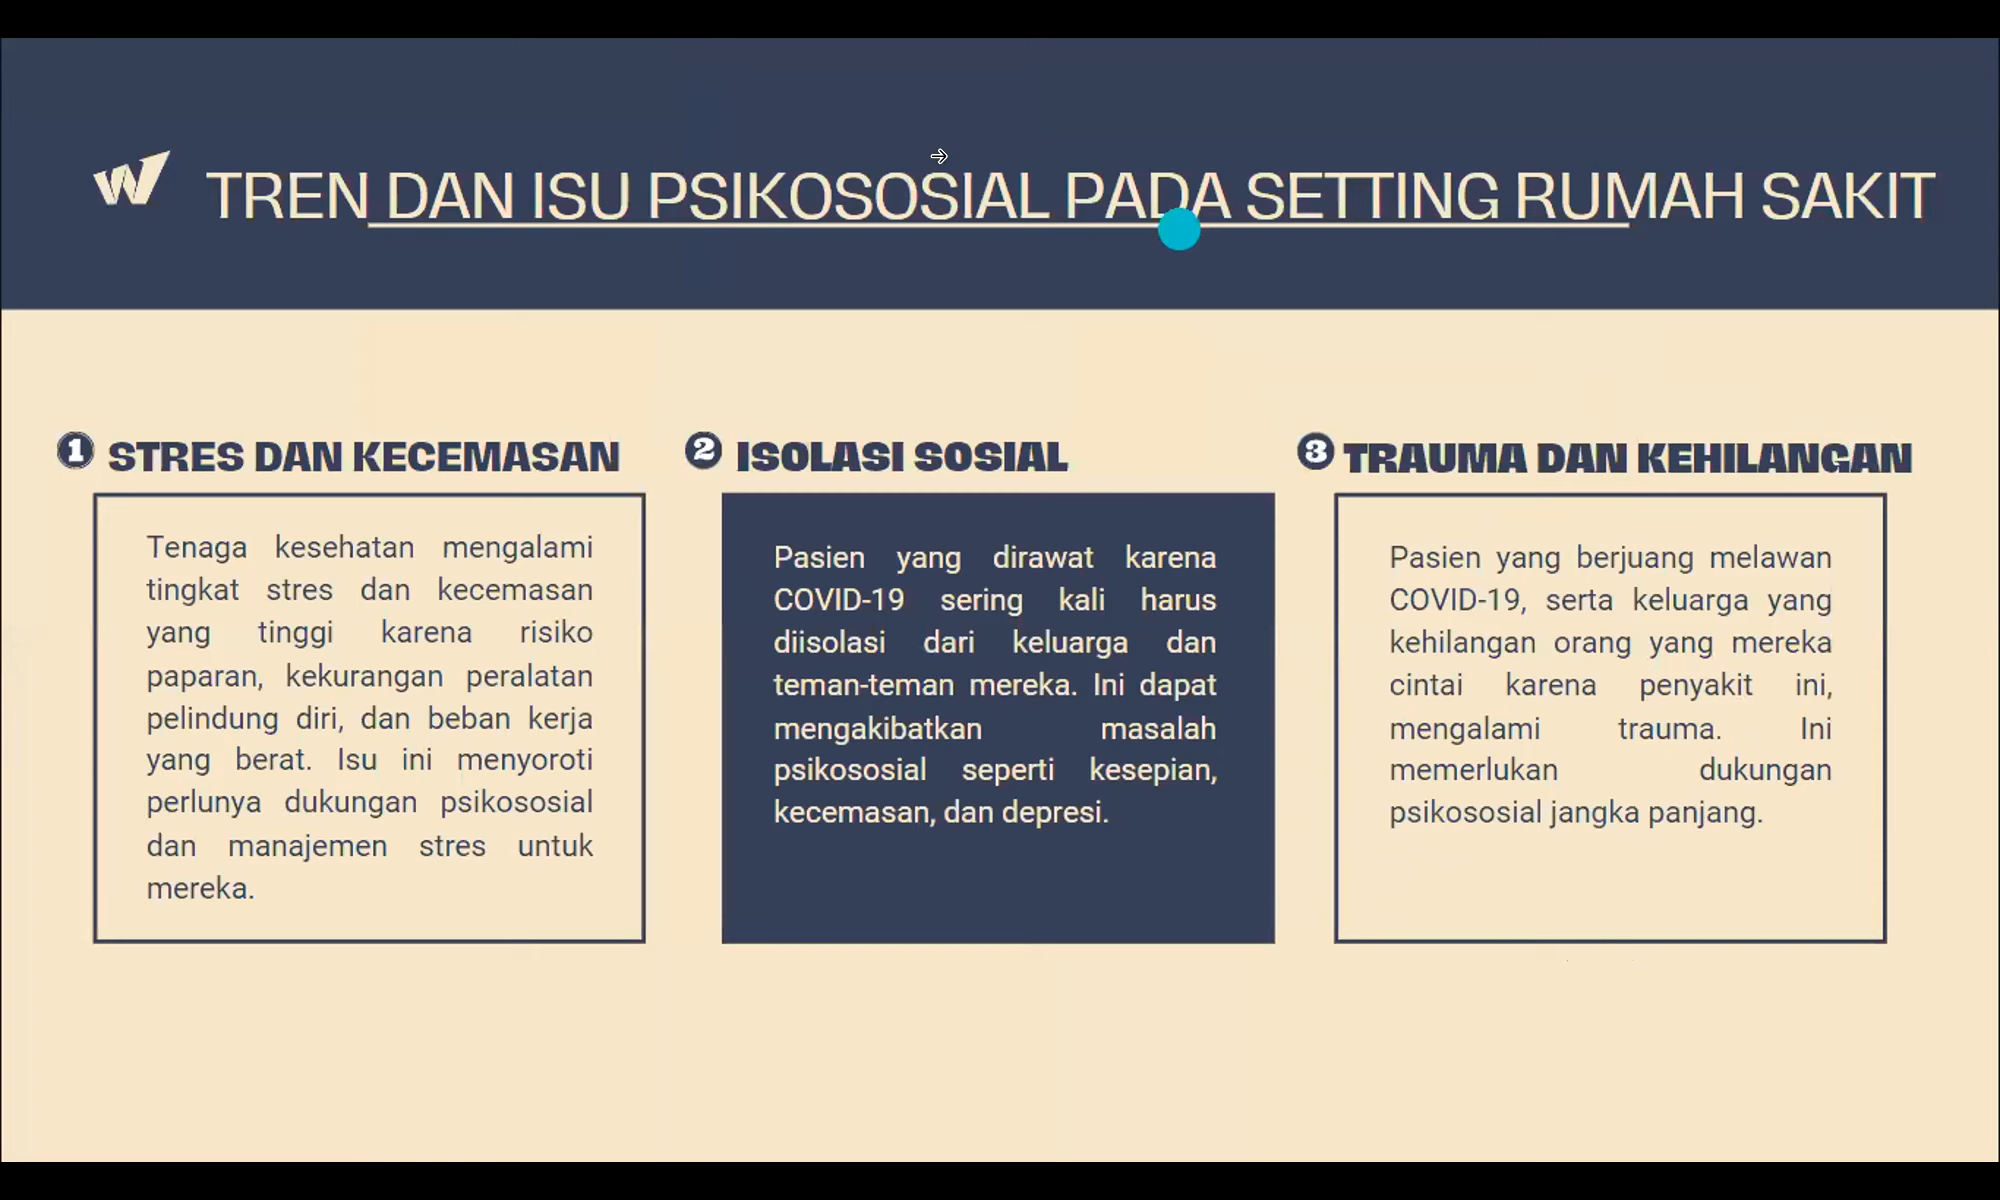 W TREN DAN ISU PSIKOSOSIAL PADA SETTING RUMAH SAKIT
1 STRES DAN KECEMASAN
Tenaga kesehatan mengalami
tingkat stres dan kecemasan
yang tinggi karena risiko
paparan, kekurangan peralatan
pelindung diri, dan beban kerja
yang berat. Isu ini menyoroti
perlunya dukungan psikososial
dan manajemen stres untuk
mereka.
2 ISOLASI SOSIAL
Pasien yang dirawat karena
COVID-19 sering kali harus
diisolasi dari keluarga dan
teman-teman mereka. Ini dapat
mengakibatkan masalah
psikososial seperti kesepian,
kecemasan, dan depresi.
3 TRAUMA DAN KEHILANGAN
Pasien yang berjuang melawan
COVID-19, serta keluarga yang
kehilangan orang yang mereka
cintai karena penyakit ini,
mengalami trauma. Ini
memerlukan dukungan
psikososial jangka panjang.